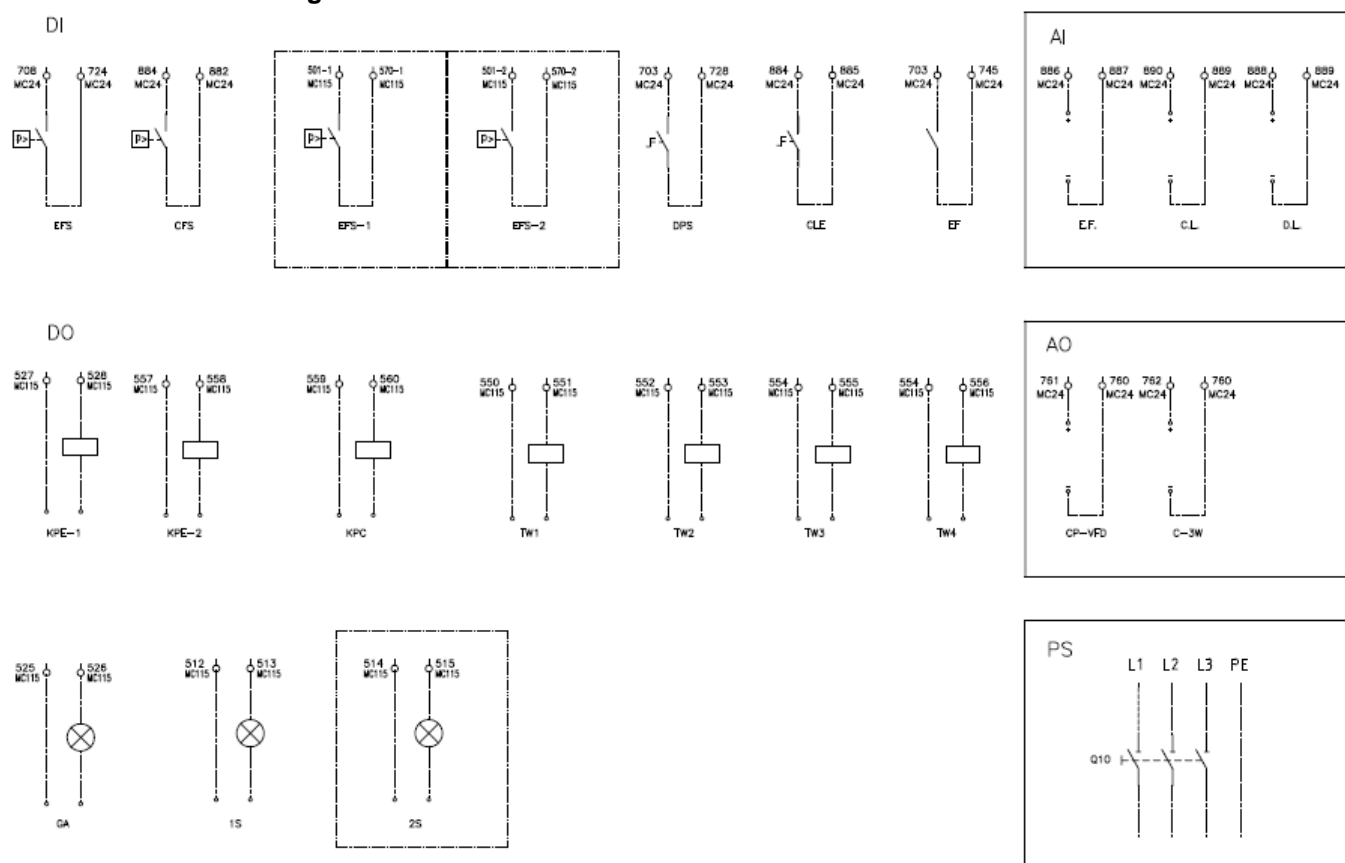 DI
708 724
MC24 MC24
884 882
MC24 MC24
501-1 570-1
MC115 MC115
501-2 570-2
MC115 MC115
703 728
MC24 MC24
884 885
MC24 MC24
703 745
MC24 MC24
P>
P>
P>
P>
F
F
EFS
CFS
EFS-1
EFS-2
DPS
CLE
EF
AI
886 887
MC24 MC24
890 889
MC24 MC24
888 889
MC24 MC24
+ + +
- - -
E.F.
C.L.
D.L.
DO
527 528
MC115 MC115
557 558
MC115 MC115
559 560
MC115 MC115
550 551
MC115 MC115
552 553
MC115 MC115
554 555
MC115 MC115
554 556
MC115 MC115
KPE-1
KPE-2
KPC
TW1
TW2
TW3
TW4
AO
761 760
MC24 MC24
762 760
MC24 MC24
+ +
- -
CP-VFD
C-3W
525 526
MC115 MC115
512 513
MC115 MC115
514 515
MC115 MC115
GA
1S
2S
PS
L1 L2 L3 PE
Q10